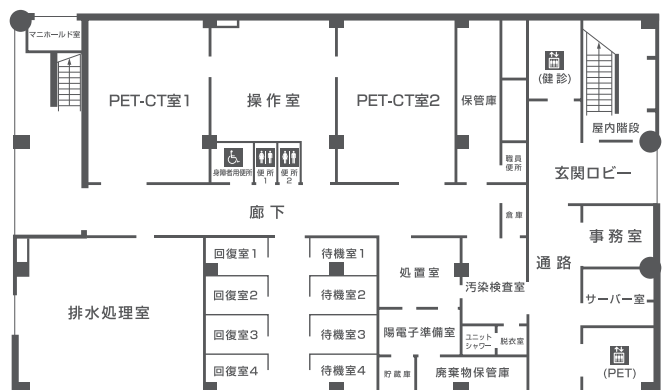 マニホールド室
PET-CT室1
操作室
PET-CT室2
保管庫
(健診)
屋内階段
職員
便所
身障者用便所
便所
1
便所
2
玄関ロビー
廊下
倉庫
事務室
通路
回復室1
待機室1
処置室
汚染検査室
サーバー室
排水処理室
回復室2
待機室2
回復室3
待機室3
陽電子準備室
ユニット
シャワー
脱衣室
回復室4
待機室4
貯蔵庫
廃棄物保管庫
(PET)